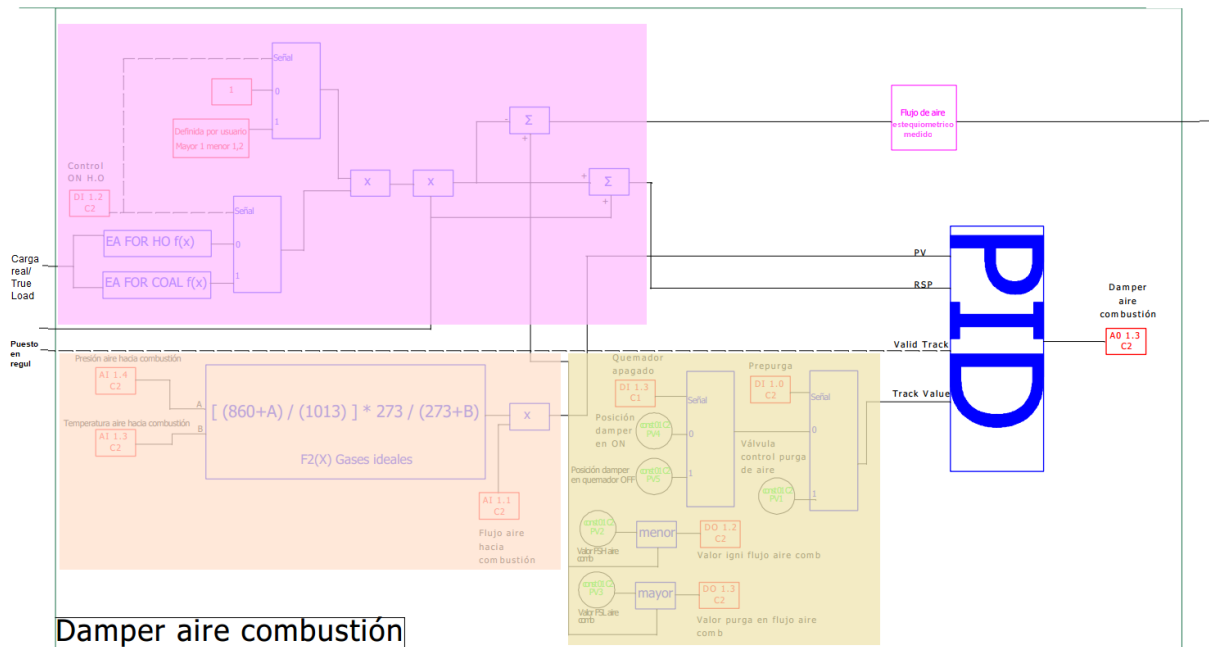 Señal
1
0
1
Definida por usuario
Mayor 1 menor 1,2
Control
ON H.O
DI 1.2
C2
Señal
EA FOR HO f(x)
0
EA FOR COAL f(x)
1
x
x
-
Σ
+
+
Σ
+
Flujo de aire
estequiometrico
medido
Carga
real/
True
Load
PV
RSP
PID
Damper
aire
combustión
A0 1.3
C2
Puesto
en
regul
Valid Track
Track Value
Presión aire hacia combustión
AI 1.4
C2
A
Temperatura aire hacia combustión
B
AI 1.3
C2
[ (860+A) / (1013) ] * 273 / (273+B)
F2(X) Gases ideales
x
AI 1.1
C2
Flujo aire
hacia
combustión
Quemador
apagado
DI 1.3
C1
Posición
damper
en ON
PV4
Posición damper
en quemador OFF
PV5
Señal
0
1
Prepurga
DI 1.0
C2
Señal
0
Válvula
control purga
de aire
PV1
1
PV2
Valor FSH aire
comb
menor
DO 1.2
C2
Valor igni flujo aire comb
PV3
Valor FSL aire
comb
mayor
DO 1.3
C2
Valor purga en flujo aire
comb
Damper aire combustión